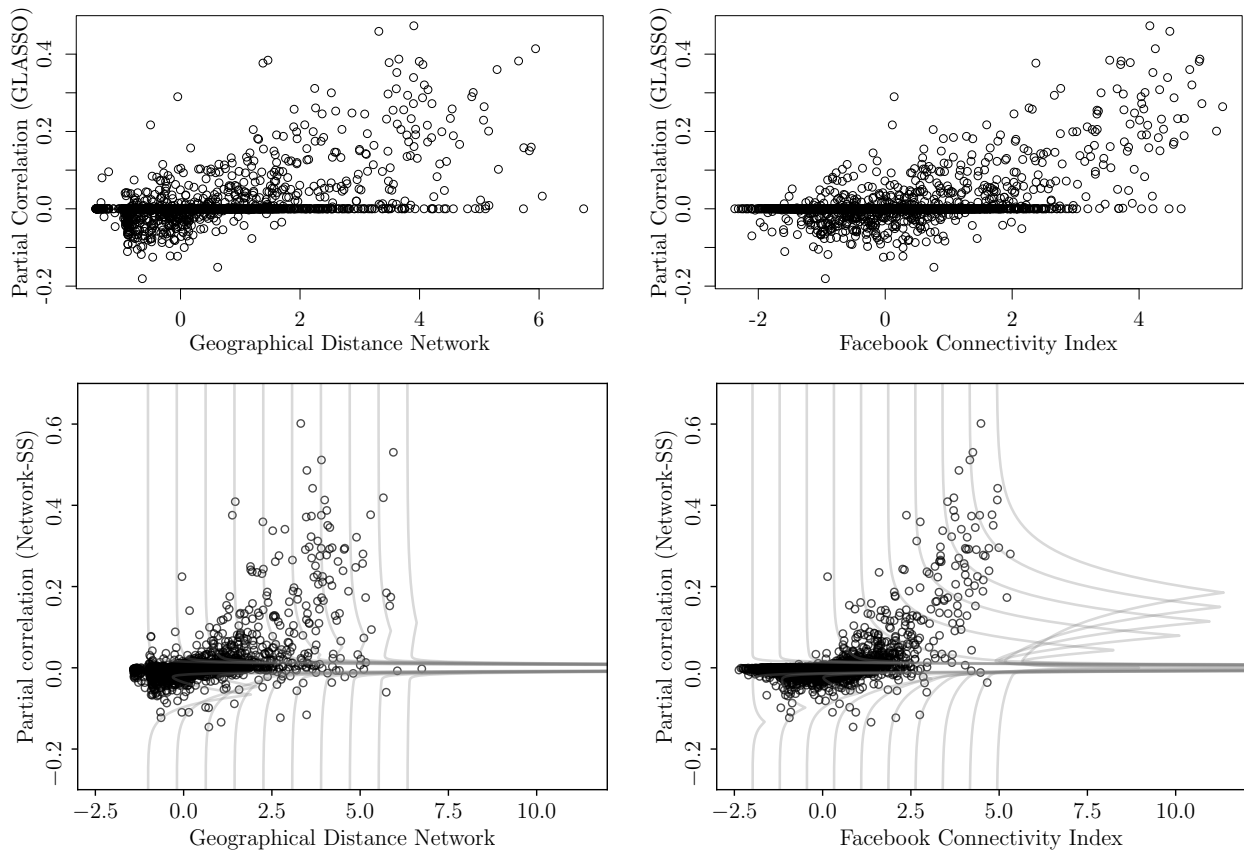 Partial Correlation (GLASSO)
0.4
0.2
0.0
-0.2
0 2 4 6
Geographical Distance Network
Partial Correlation (GLASSO)
0.4
0.2
0.0
-0.2
-2 0 2 4
Facebook Connectivity Index
Partial correlation (Network-SS)
0.6
0.4
0.2
0.0
−0.2
−2.5 0.0 2.5 5.0 7.5 10.0
Geographical Distance Network
Partial correlation (Network-SS)
0.6
0.4
0.2
0.0
−0.2
−2.5 0.0 2.5 5.0 7.5 10.0
Facebook Connectivity Index